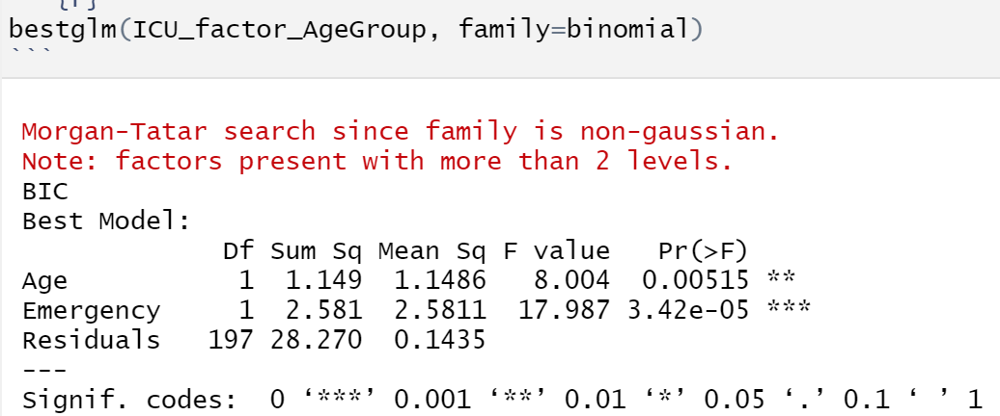 bestglm(ICU_factor_AgeGroup, family=binomial)
```
Morgan-Tatar search since family is non-gaussian.
Note: factors present with more than 2 levels.
BIC
Best Model:
             Df Sum Sq Mean Sq F value   Pr(>F)
Age           1  1.149  1.1486   8.004  0.00515 **
Emergency     1  2.581  2.5811  17.987 3.42e-05 ***
Residuals   197 28.270  0.1435
---
Signif. codes:  0 ‘***’ 0.001 ‘**’ 0.01 ‘*’ 0.05 ‘.’ 0.1 ‘ ’ 1